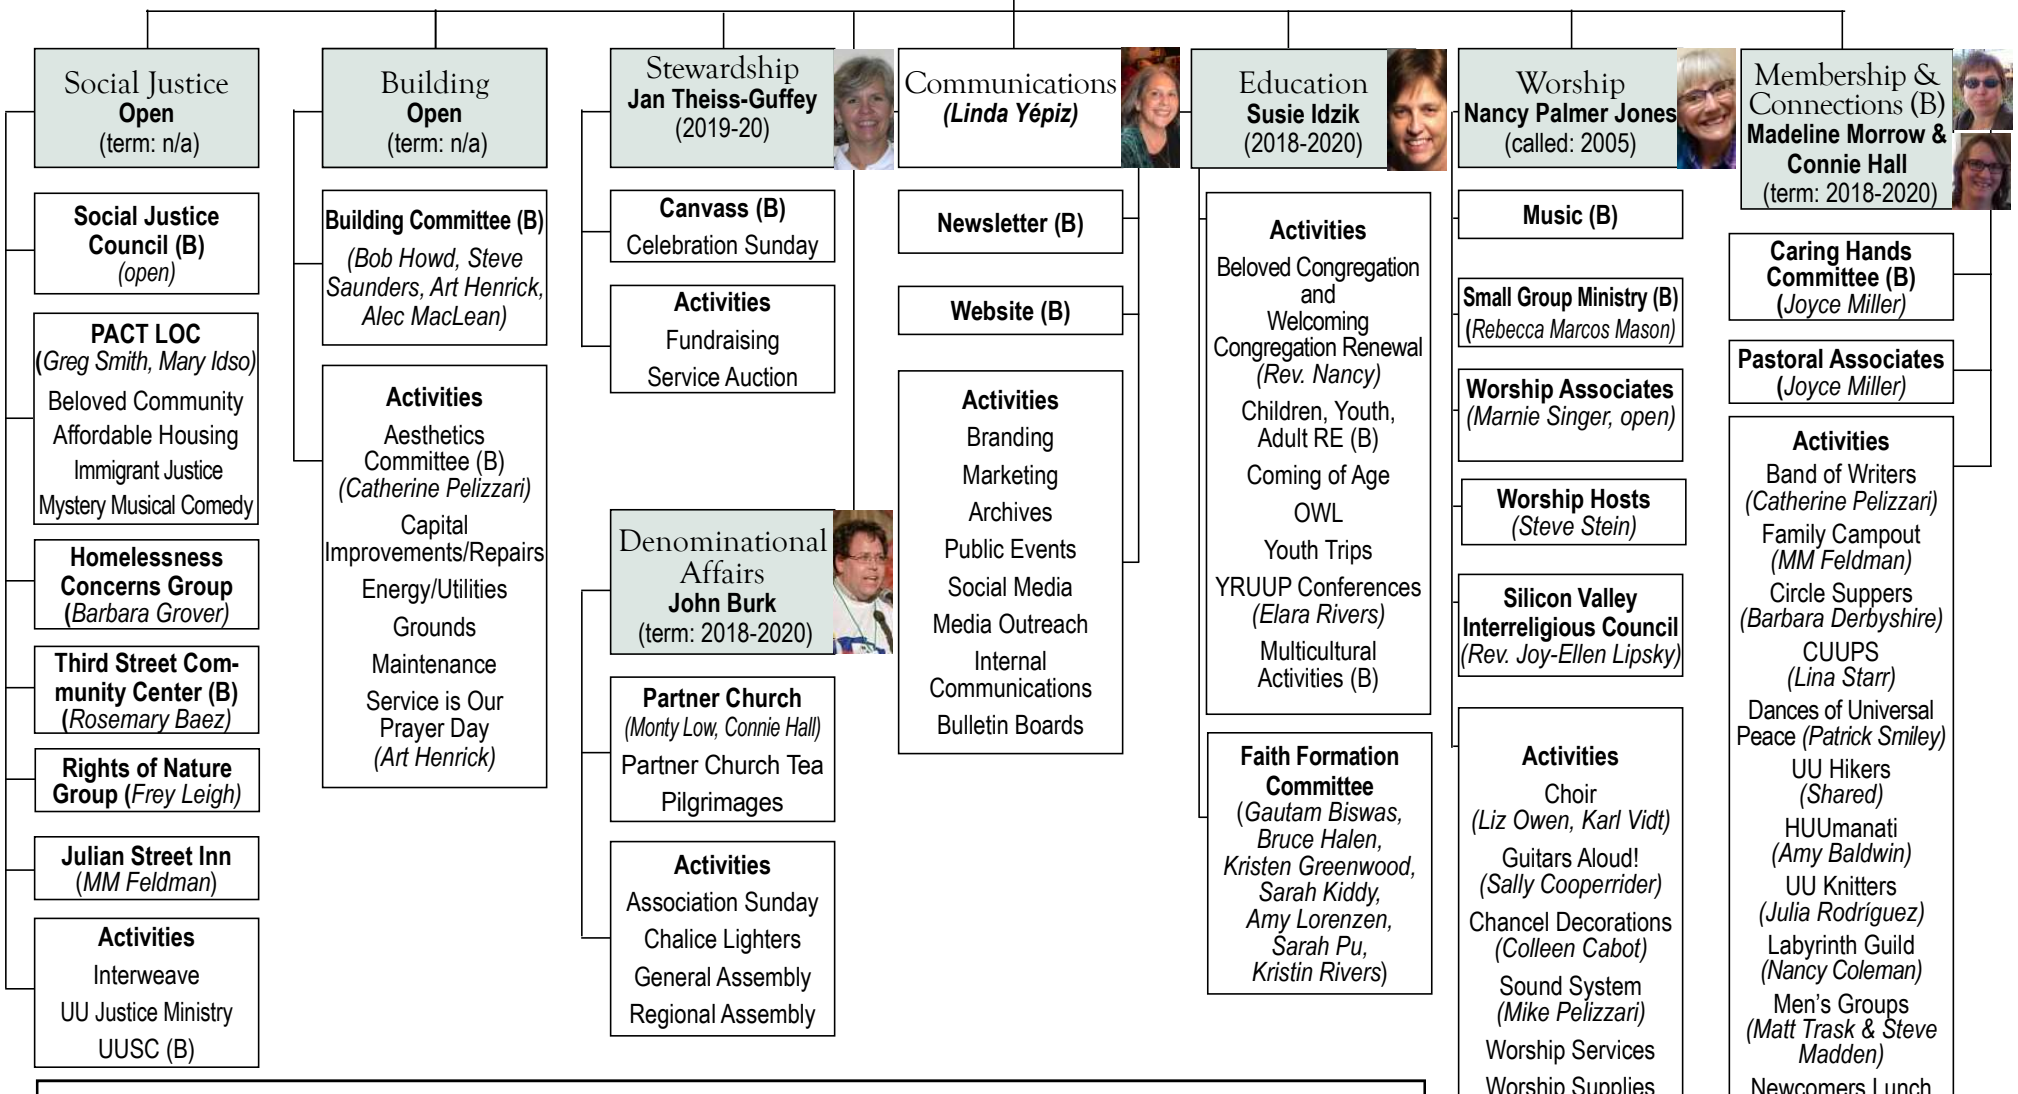 Social Justice
Open
(term: n/a)
Social Justice
Council (B)
(open)
PACT LOC
(Greg Smith, Mary Idso)
Beloved Community
Affordable Housing
Immigrant Justice
Mystery Musical Comedy
Homelessness
Concerns Group
(Barbara Grover)
Third Street Com-
munity Center (B)
(Rosemary Baez)
Rights of Nature
Group (Frey Leigh)
Julian Street Inn
(MM Feldman)
Activities
Interweave
UU Justice Ministry
UUSC (B)
Building
Open
(term: n/a)
Building Committee (B)
(Bob Howd, Steve
Saunders, Art Henrick,
Alec MacLean)
Activities
Aesthetics
Committee (B)
(Catherine Pelizzari)
Capital
Improvements/Repairs
Energy/Utilities
Grounds
Maintenance
Service is Our
Prayer Day
(Art Henrick)
Stewardship
Jan Theiss-Guffey
(2019-20)
Canvass (B)
Celebration Sunday
Activities
Fundraising
Service Auction
Denominational
Affairs
John Burk
(term: 2018-2020)
Partner Church
(Monty Low, Connie Hall)
Partner Church Tea
Pilgrimages
Activities
Association Sunday
Chalice Lighters
General Assembly
Regional Assembly
Communications
(Linda Yépiz)
Newsletter (B)
Website (B)
Activities
Branding
Marketing
Archives
Public Events
Social Media
Media Outreach
Internal
Communications
Bulletin Boards
Education
Susie Idzik
(2018-2020)
Activities
Beloved Congregation
and
Welcoming
Congregation Renewal
(Rev. Nancy)
Children, Youth,
Adult RE (B)
Coming of Age
OWL
Youth Trips
YRUUP Conferences
(Elara Rivers)
Multicultural
Activities (B)
Faith Formation
Committee
(Gautam Biswas,
Bruce Halen,
Kristen Greenwood,
Sarah Kiddy,
Amy Lorenzen,
Sarah Pu,
Kristin Rivers)
Worship
Nancy Palmer Jones
(called: 2005)
Music (B)
Small Group Ministry (B)
(Rebecca Marcos Mason)
Worship Associates
(Marnie Singer, open)
Worship Hosts
(Steve Stein)
Silicon Valley
Interreligious Council
(Rev. Joy-Ellen Lipsky)
Activities
Choir
(Liz Owen, Karl Vidt)
Guitars Aloud!
(Sally Cooperrider)
Chancel Decorations
(Colleen Cabot)
Sound System
(Mike Pelizzari)
Worship Services
Worship Supplies
Membership &
Connections (B)
Madeline Morrow &
Connie Hall
(term: 2018-2020)
Caring Hands
Committee (B)
(Joyce Miller)
Pastoral Associates
(Joyce Miller)
Activities
Band of Writers
(Catherine Pelizzari)
Family Campout
(MM Feldman)
Circle Suppers
(Barbara Derbyshire)
CUUPS
(Lina Starr)
Dances of Universal
Peace (Patrick Smiley)
UU Hikers
(Shared)
HUUmanati
(Amy Baldwin)
UU Knitters
(Julia Rodríguez)
Labyrinth Guild
(Nancy Coleman)
Men's Groups
(Matt Trask & Steve
Madden)
Newcomers Lunch